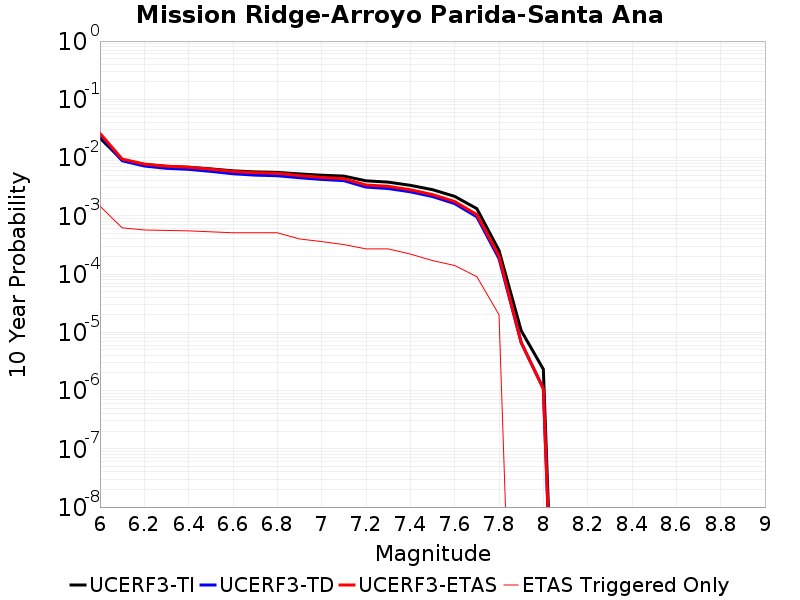 Mission Ridge-Arroyo Parida-Santa Ana
10^0
10^-1
10^-2
10^-3
10^-4
10^-5
10^-6
10^-7
10^-8
10 Year Probability
6 6.2 6.4 6.6 6.8 7 7.2 7.4 7.6 7.8 8 8.2 8.4 8.6 8.8 9
Magnitude
UCERF3-TI UCERF3-TD UCERF3-ETAS ETAS Triggered Only